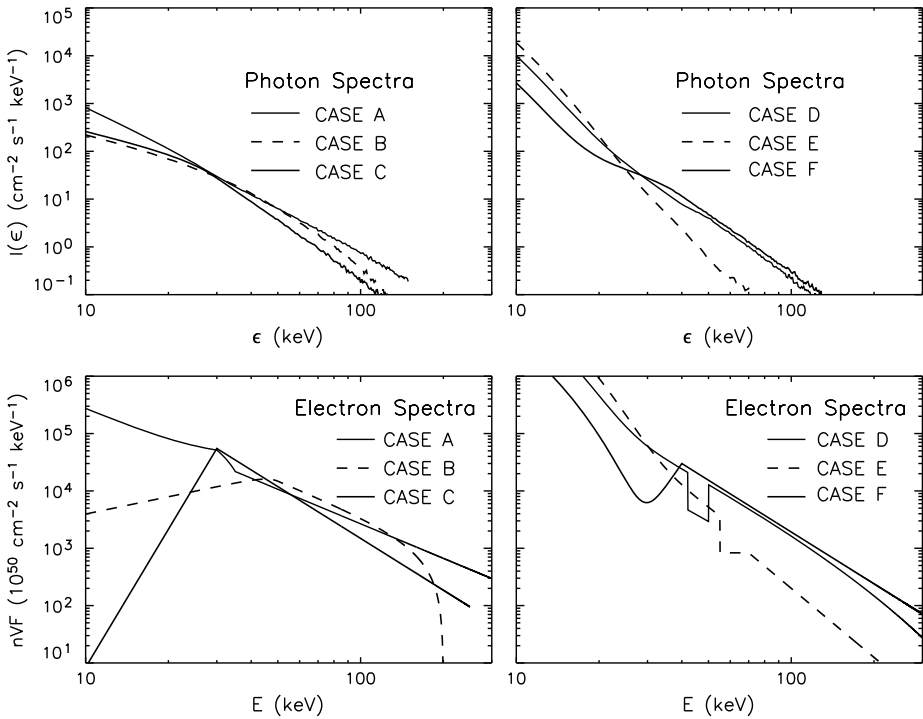 10⁵
10⁴
10³
10²
10¹
10⁰
10⁻¹
I(ϵ) (cm⁻² s⁻¹ keV⁻¹)
Photon Spectra
CASE A
CASE B
CASE C
10
100
ϵ (keV)
Photon Spectra
CASE D
CASE E
CASE F
10
100
ϵ (keV)
10⁶
10⁵
10⁴
10³
10²
10¹
nVF (10⁵⁰ cm⁻² s⁻¹ keV⁻¹)
Electron Spectra
CASE A
CASE B
CASE C
10
100
E (keV)
Electron Spectra
CASE D
CASE E
CASE F
10
100
E (keV)